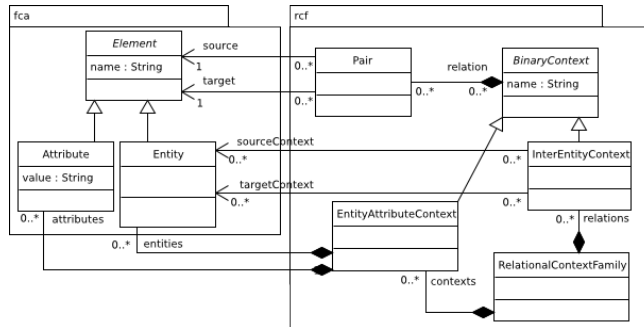 fca
rcf
Element
name : String
source
1
0..*
target
1
0..*
Pair
relation
0..*
0..*
BinaryContext
name : String
Attribute
value : String
Entity
sourceContext
0..*
0..*
InterEntityContext
targetContext
0..*
0..*
0..*
attributes
EntityAttributeContext
0..*
relations
0..*
entities
RelationalContextFamily
0..*
contexts